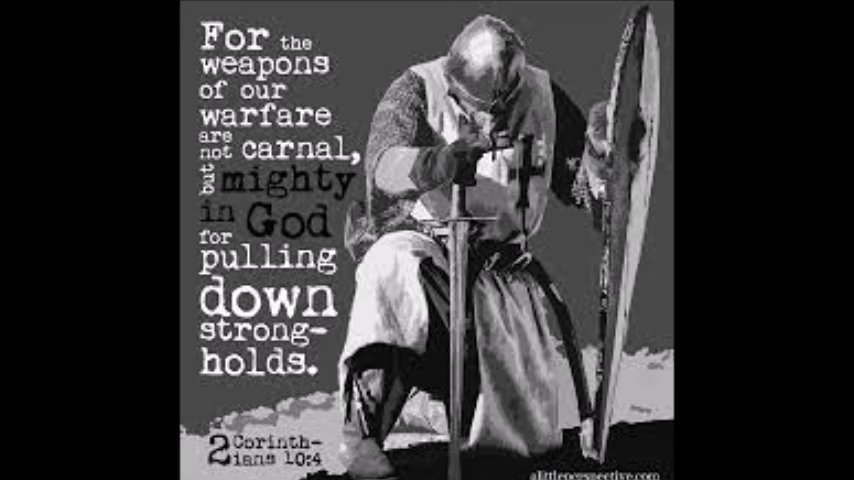 For the
weapons
of our
warfare
are
not carnal,
but mighty
in God
for
pulling
down
strong-
holds.
2 Corinth-
ians 10:4
alittleperspective.com